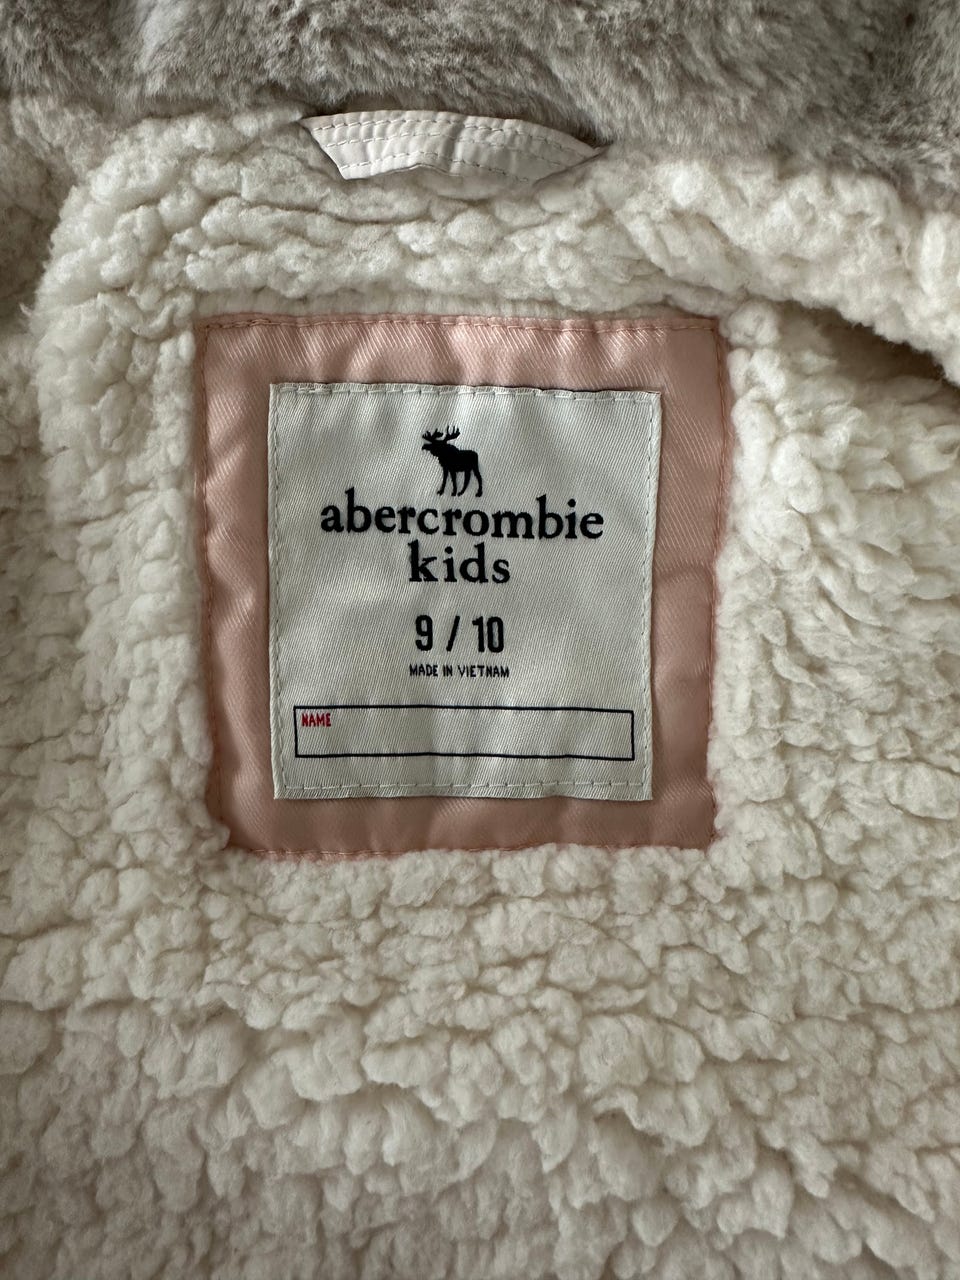 abercrombie
kids
9 / 10
MADE IN VIETNAM
NAME